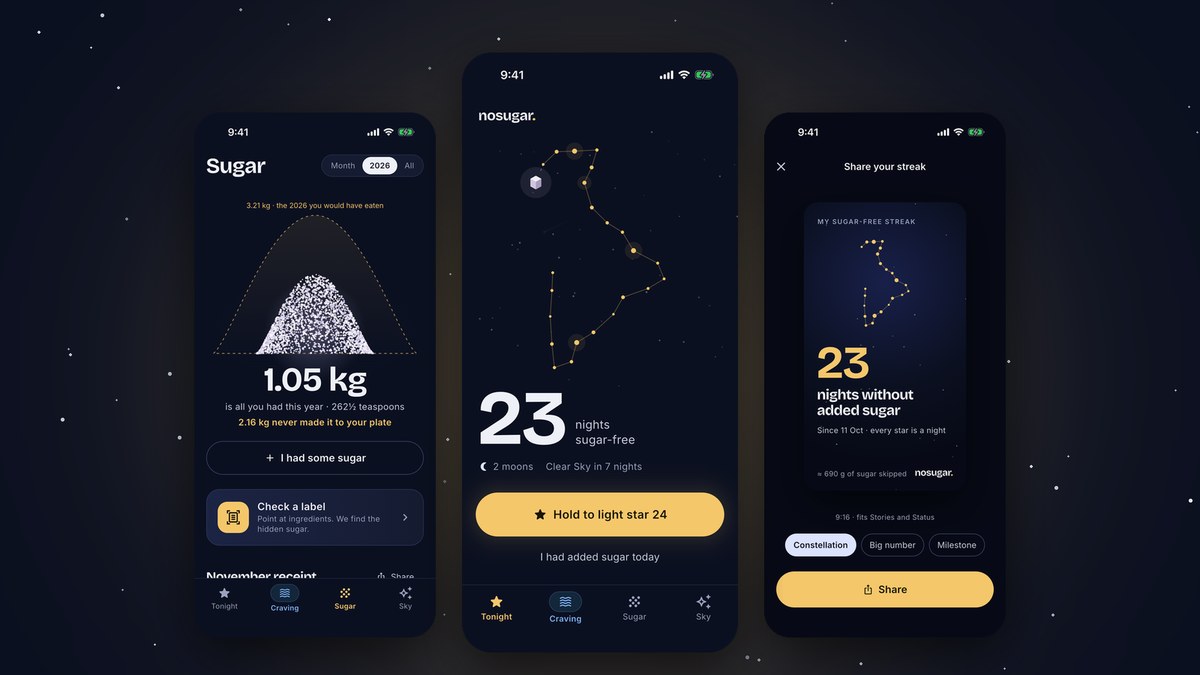 9:41
Sugar
Month 2026 All
3.21 kg · the 2026 you would have eaten
1.05 kg
is all you had this year · 262½ teaspoons
2.16 kg never made it to your plate
+ I had some sugar
Check a label
Point at ingredients. We find the
hidden sugar.
November receipt Share
Tonight Craving Sugar Sky
9:41
nosugar.
23 nights
sugar-free
2 moons Clear Sky in 7 nights
Hold to light star 24
I had added sugar today
Tonight Craving Sugar Sky
9:41
Share your streak
MY SUGAR-FREE STREAK
23
nights without
added sugar
Since 11 Oct · every star is a night
≈ 690 g of sugar skipped nosugar.
9:16 · fits Stories and Status
Constellation Big number Milestone
Share